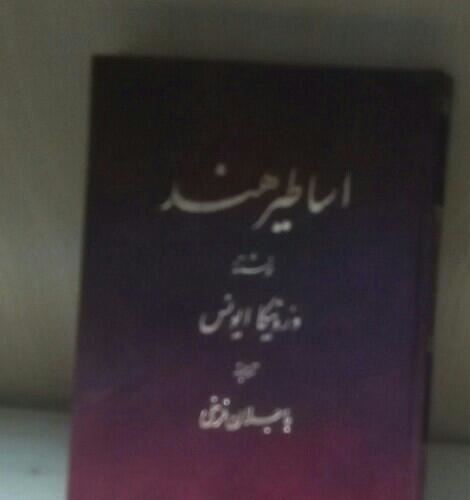 اساطیر هند
نوشته
ورونیکا ایونس
ترجمه
باجلان فرخی